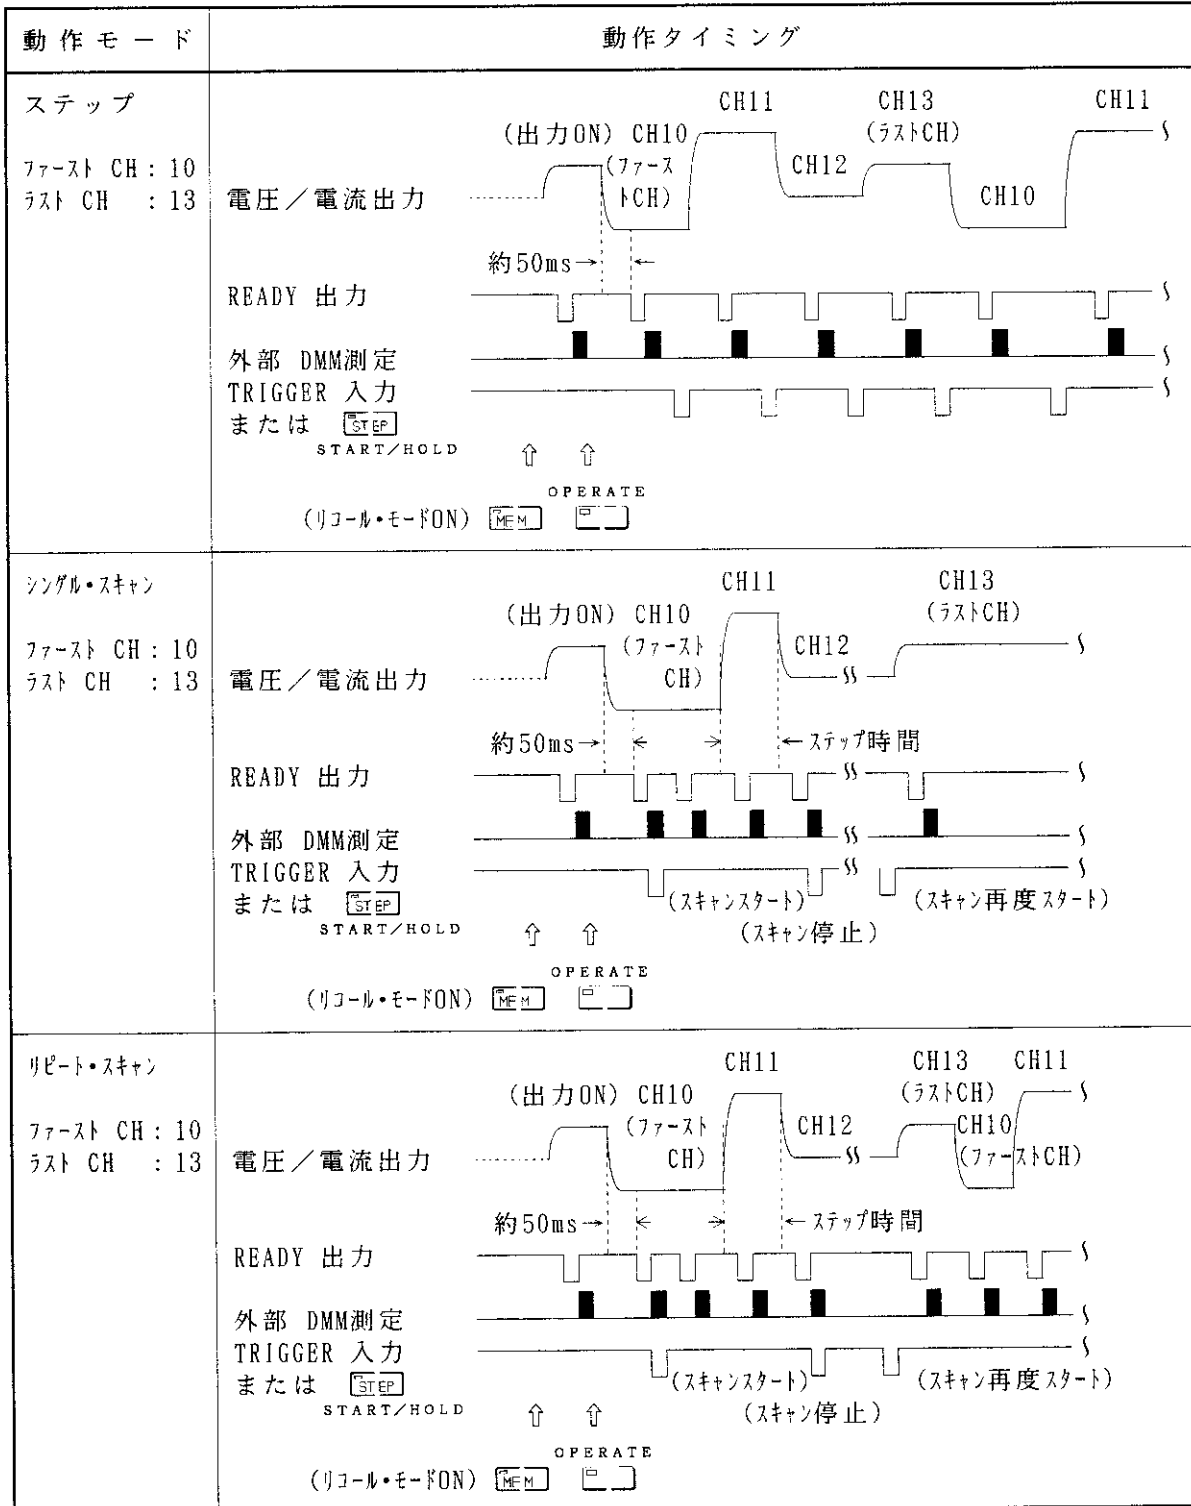 動作モード 動作タイミング
ステップ
ファースト CH : 10
ラスト CH : 13
CH11 CH13 CH11
(出力ON) CH10 (ラストCH)
(ファース
トCH)
CH12 CH10
電圧/電流出力
約50ms→ ←
READY 出力
外部 DMM測定
TRIGGER 入力
または STEP
START/HOLD
⇧ ⇧
OPERATE
(リコール・モードON) MEM
シングル・スキャン
ファースト CH : 10
ラスト CH : 13
CH11 CH13
(出力ON) CH10 (ラストCH)
(ファースト
CH)
CH12
電圧/電流出力
約50ms→ ← → ←ステップ時間
READY 出力
外部 DMM測定
TRIGGER 入力
または STEP
(スキャンスタート) (スキャン再度スタート)
START/HOLD
(スキャン停止)
⇧ ⇧
OPERATE
(リコール・モードON) MEM
リピート・スキャン
ファースト CH : 10
ラスト CH : 13
CH11 CH13 CH11
(出力ON) CH10 (ラストCH)
(ファースト
CH)
CH12 CH10
(ファーストCH)
電圧/電流出力
約50ms→ ← → ←ステップ時間
READY 出力
外部 DMM測定
TRIGGER 入力
または STEP
(スキャンスタート) (スキャン再度スタート)
START/HOLD
(スキャン停止)
⇧ ⇧
OPERATE
(リコール・モードON) MEM